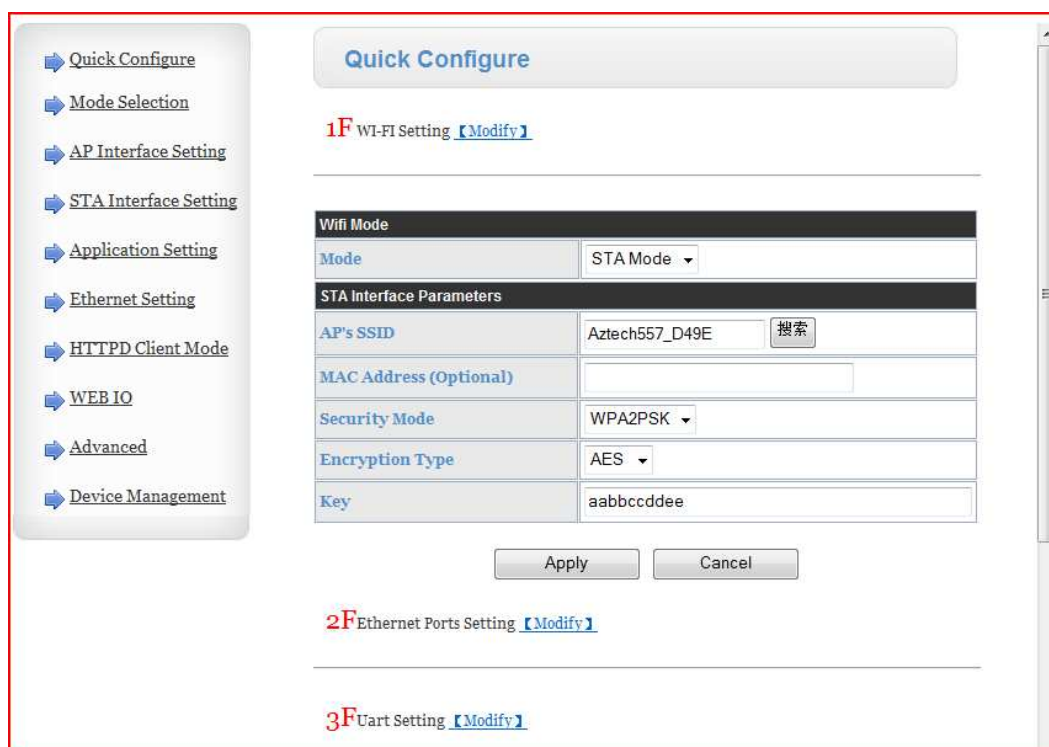 Quick Configure
Mode Selection
AP Interface Setting
STA Interface Setting
Application Setting
Ethernet Setting
HTTPD Client Mode
WEB IO
Advanced
Device Management
Quick Configure
1F WI-FI Setting 【Modify】
Wifi Mode
Mode STA Mode
STA Interface Parameters
AP's SSID Aztech557_D49E 搜索
MAC Address (Optional)
Security Mode WPA2PSK
Encryption Type AES
Key aabbccddee
Apply Cancel
2F Ethernet Ports Setting 【Modify】
3F Uart Setting 【Modify】